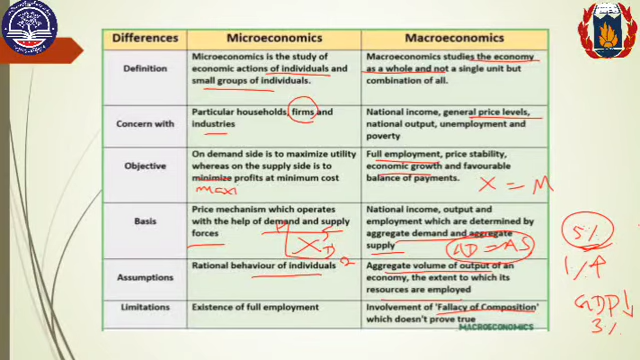 Differences
Microeconomics
Macroeconomics
Definition
Microeconomics is the study of
economic actions of individuals and
small groups of individuals.
Macroeconomics studies the economy
as a whole and not a single unit but
combination of all.
Concern with
Particular households, firms and
industries
National income, general price levels,
national output, unemployment and
poverty
Objective
On demand side is to maximize utility
whereas on the supply side is to
minimize profits at minimum cost
maxi
Full employment, price stability,
economic growth and favourable
balance of payments.
X = M
Basis
Price mechanism which operates
with the help of demand and supply
forces
National income, output and
employment which are determined by
aggregate demand and aggregate
supply
AD = AS
5%
Assumptions
Rational behaviour of individuals
Aggregate volume of output of an
economy, the extent to which its
resources are employed
GDP↓
3%
Limitations
Existence of full employment
Involvement of 'Fallacy of Composition'
which doesn't prove true
MACROECONOMICS